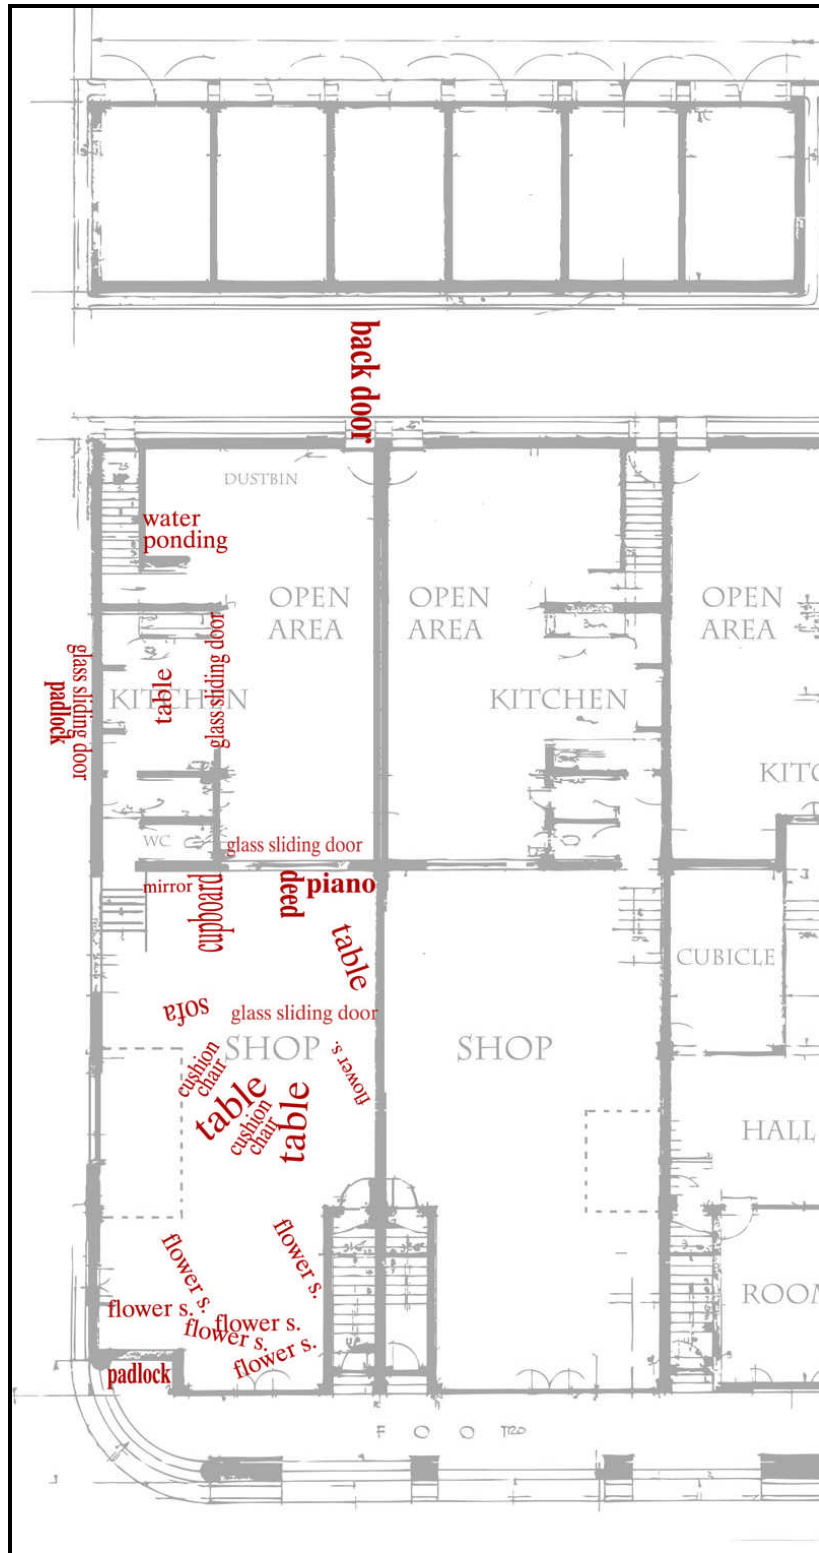 back door
DUSTBIN
water
ponding
OPEN
AREA
OPEN
AREA
OPEN
AREA
glass sliding door
glass sliding door
padlock
table
KITCHEN
KITCHEN
KITC
WC
glass sliding door
mirror
cupboard
deed
piano
table
CUBICLE
sofa
glass sliding door
SHOP
SHOP
flower s.
cushion
chair
table
cushion
chair
table
HALL
flower s.
flower s.
flower s.
flower s.
flower s.
flower s.
ROOM
padlock
F O O